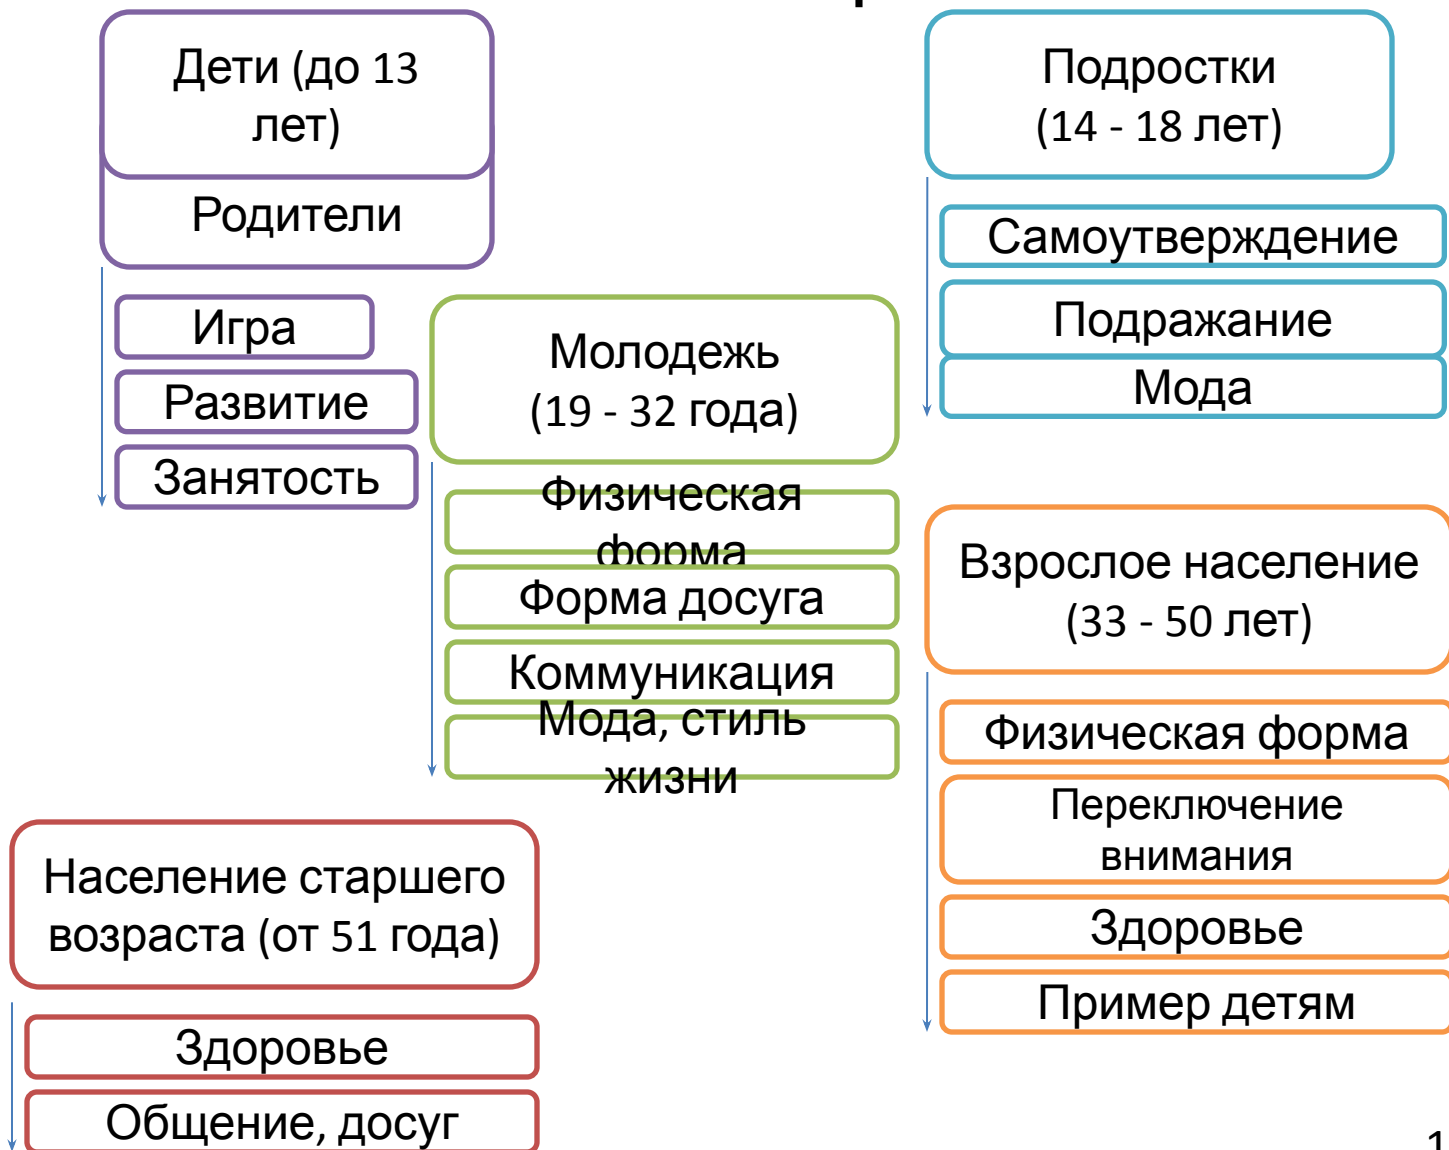 Дети (до 13
лет)
Родители
Игра
Развитие
Занятость
Подростки
(14 - 18 лет)
Самоутверждение
Подражание
Мода
Молодежь
(19 - 32 года)
Физическая
форма
Форма досуга
Коммуникация
Мода, стиль
жизни
Взрослое население
(33 - 50 лет)
Физическая форма
Переключение
внимания
Здоровье
Пример детям
Население старшего
возраста (от 51 года)
Здоровье
Общение, досуг
1